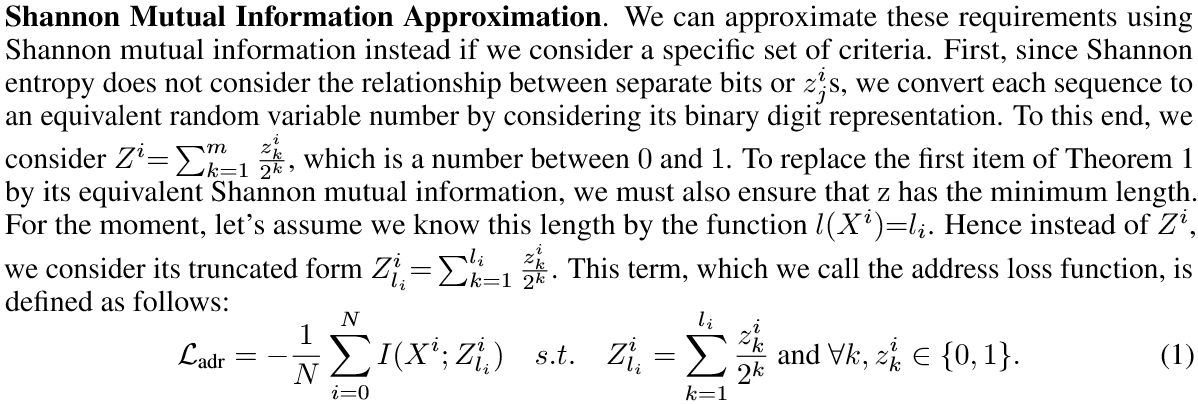 Shannon Mutual Information Approximation. We can approximate these requirements using
Shannon mutual information instead if we consider a specific set of criteria. First, since Shannon
entropy does not consider the relationship between separate bits or $z_j^i$s, we convert each sequence to
an equivalent random variable number by considering its binary digit representation. To this end, we
consider $Z^i = \sum_{k=1}^{m} \frac{z_k^i}{2^k}$, which is a number between 0 and 1. To replace the first item of Theorem 1
by its equivalent Shannon mutual information, we must also ensure that z has the minimum length.
For the moment, let's assume we know this length by the function $l(X^i) = l_i$. Hence instead of $Z^i$,
we consider its truncated form $Z_{l_i}^i = \sum_{k=1}^{l_i} \frac{z_k^i}{2^k}$. This term, which we call the address loss function, is
defined as follows:
$\mathcal{L}_{\text{adr}} = -\frac{1}{N} \sum_{i=0}^{N} I(X^i; Z_{l_i}^i) \quad s.t. \quad Z_{l_i}^i = \sum_{k=1}^{l_i} \frac{z_k^i}{2^k} \text{ and } \forall k, z_k^i \in \{0, 1\}.$ (1)